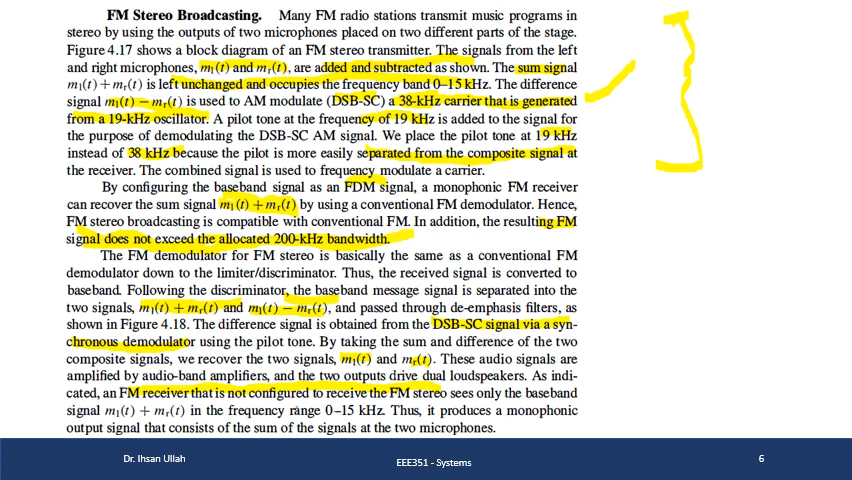 FM Stereo Broadcasting. Many FM radio stations transmit music programs in
stereo by using the outputs of two microphones placed on two different parts of the stage.
Figure 4.17 shows a block diagram of an FM stereo transmitter. The signals from the left
and right microphones, mₗ(t) and mᵣ(t), are added and subtracted as shown. The sum signal
mₗ(t) + mᵣ(t) is left unchanged and occupies the frequency band 0–15 kHz. The difference
signal mₗ(t) − mᵣ(t) is used to AM modulate (DSB-SC) a 38-kHz carrier that is generated
from a 19-kHz oscillator. A pilot tone at the frequency of 19 kHz is added to the signal for
the purpose of demodulating the DSB-SC AM signal. We place the pilot tone at 19 kHz
instead of 38 kHz because the pilot is more easily separated from the composite signal at
the receiver. The combined signal is used to frequency modulate a carrier.
By configuring the baseband signal as an FDM signal, a monophonic FM receiver
can recover the sum signal mₗ(t) + mᵣ(t) by using a conventional FM demodulator. Hence,
FM stereo broadcasting is compatible with conventional FM. In addition, the resulting FM
signal does not exceed the allocated 200-kHz bandwidth.
The FM demodulator for FM stereo is basically the same as a conventional FM
demodulator down to the limiter/discriminator. Thus, the received signal is converted to
baseband. Following the discriminator, the baseband message signal is separated into the
two signals, mₗ(t) + mᵣ(t) and mₗ(t) − mᵣ(t), and passed through de-emphasis filters, as
shown in Figure 4.18. The difference signal is obtained from the DSB-SC signal via a syn-
chronous demodulator using the pilot tone. By taking the sum and difference of the two
composite signals, we recover the two signals, mₗ(t) and mᵣ(t). These audio signals are
amplified by audio-band amplifiers, and the two outputs drive dual loudspeakers. As indi-
cated, an FM receiver that is not configured to receive the FM stereo sees only the baseband
signal mₗ(t) + mᵣ(t) in the frequency range 0–15 kHz. Thus, it produces a monophonic
output signal that consists of the sum of the signals at the two microphones.
Dr. Ihsan Ullah
EEE351 - Systems
6